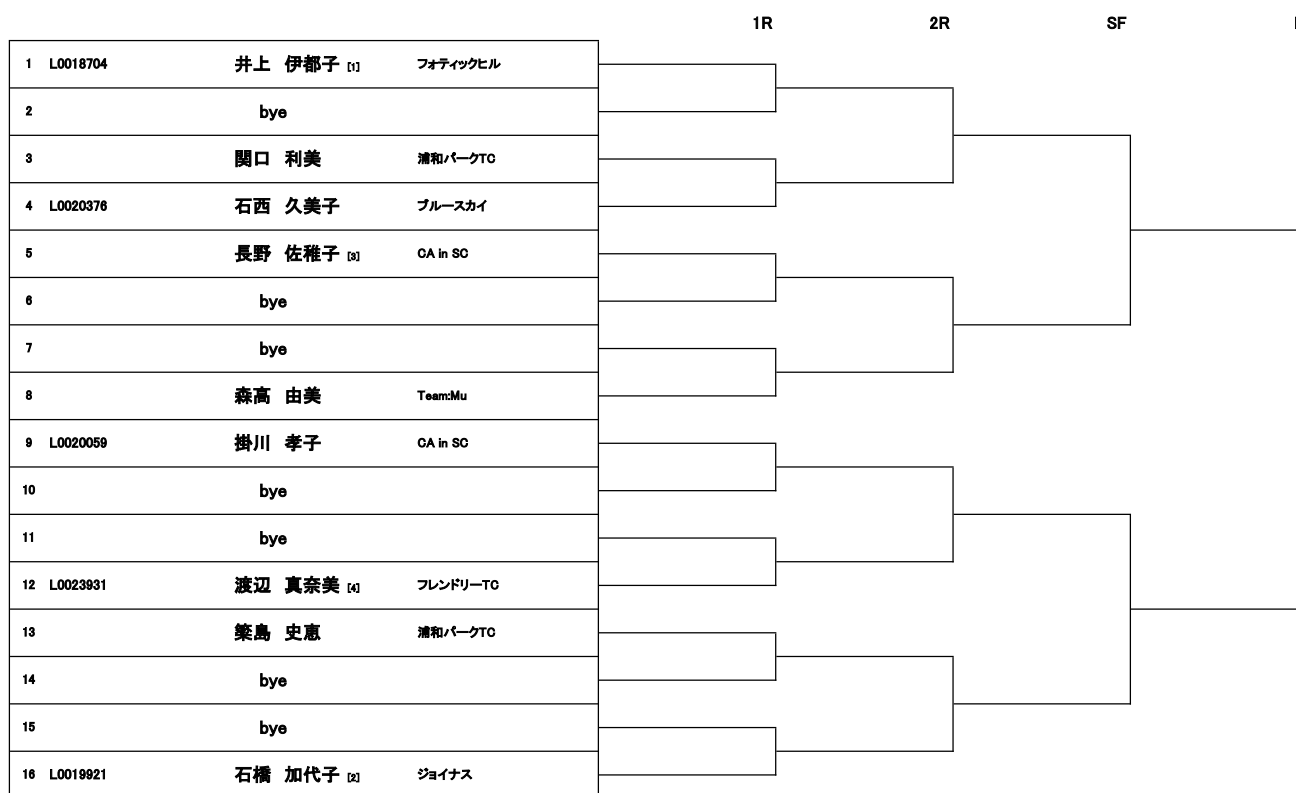 1R 2R SF
1 L0018704 井上 伊都子 [1] フォティックヒル
2 bye
3 関口 利美 浦和パークTC
4 L0020376 石西 久美子 ブルースカイ
5 長野 佐稚子 [3] CA in SC
6 bye
7 bye
8 森高 由美 Team:Mu
9 L0020059 掛川 孝子 CA in SC
10 bye
11 bye
12 L0023931 渡辺 真奈美 [4] フレンドリーTC
13 簗島 史恵 浦和パークTC
14 bye
15 bye
16 L0019921 石橋 加代子 [2] ジョイナス